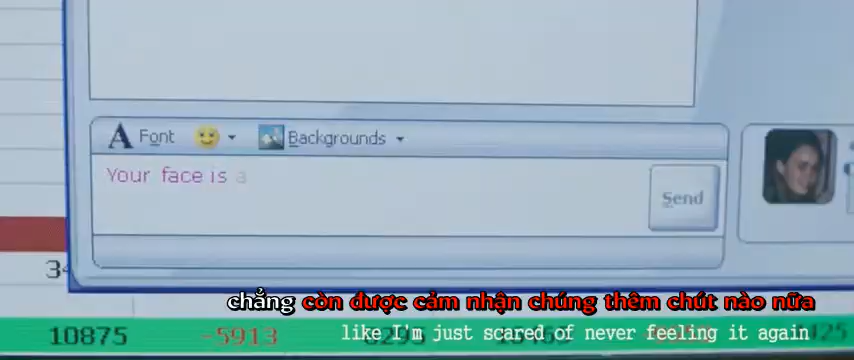 Font
Backgrounds
Your face is a
Send
chẳng còn được cảm nhận chúng thêm chút nào nữa
10875 -5913
like I'm just scared of never feeling it again